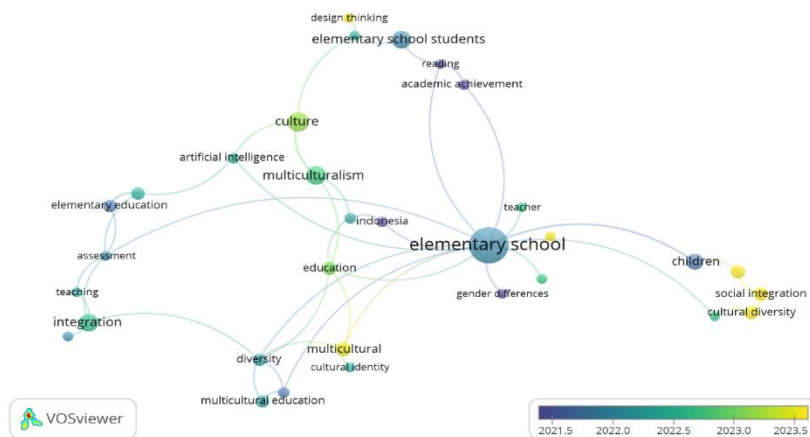 design thinking
elementary school students
reading
academic achievement
culture
artificial intelligence
multiculturalism
elementary education
teacher
indonesia
elementary school
assessment
children
education
teaching
gender differences
social integration
integration
cultural diversity
multicultural
diversity
cultural identity
multicultural education
VOSviewer
2021.5 2022.0 2022.5 2023.0 2023.5